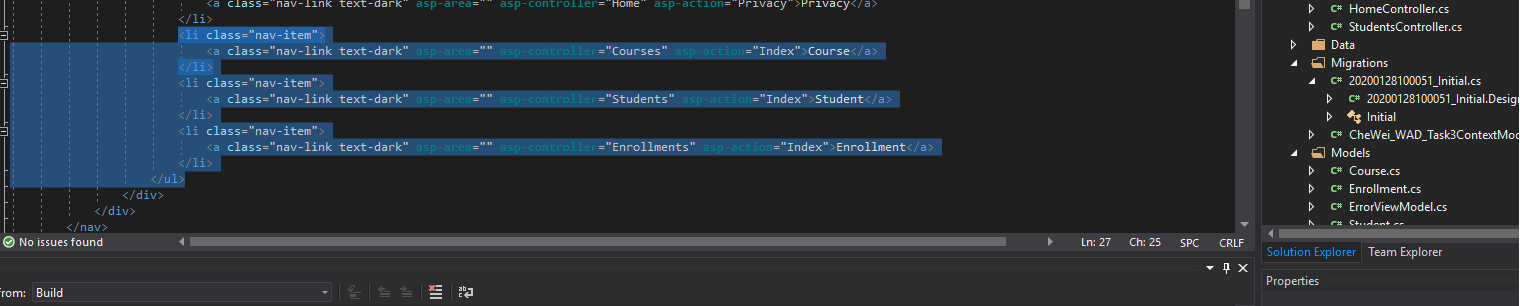 <a class="nav-link text-dark" asp-area="" asp-controller="Home" asp-action="Privacy">Privacy</a>
</li>
<li class="nav-item">
<a class="nav-link text-dark" asp-area="" asp-controller="Courses" asp-action="Index">Course</a>
</li>
<li class="nav-item">
<a class="nav-link text-dark" asp-area="" asp-controller="Students" asp-action="Index">Student</a>
</li>
<li class="nav-item">
<a class="nav-link text-dark" asp-area="" asp-controller="Enrollments" asp-action="Index">Enrollment</a>
</li>
</ul>
</div>
</div>
</nav>
No issues found
Ln: 27 Ch: 25 SPC CRLF
from: Build
C# HomeController.cs
C# StudentsController.cs
Data
Migrations
C# 20200128100051_Initial.cs
C# 20200128100051_Initial.Design
Initial
C# CheWei_WAD_Task3ContextMod
Models
C# Course.cs
C# Enrollment.cs
C# ErrorViewModel.cs
C# Student.cs
Solution Explorer Team Explorer
Properties